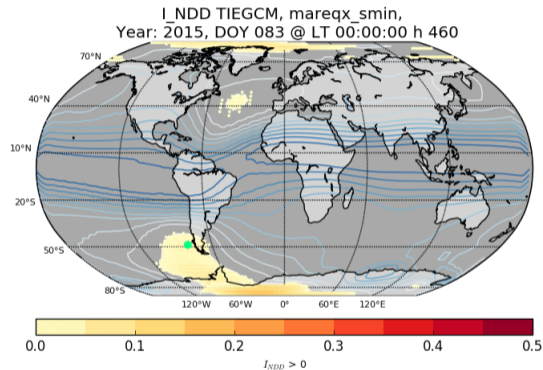 I_NDD TIEGCM, mareqx_smin,
Year: 2015, DOY 083 @ LT 00:00:00 h 460
70°N
40°N
10°N
20°S
50°S
80°S
120°W 60°W 0° 60°E 120°E
0.0 0.1 0.2 0.3 0.4 0.5
I_NDD > 0